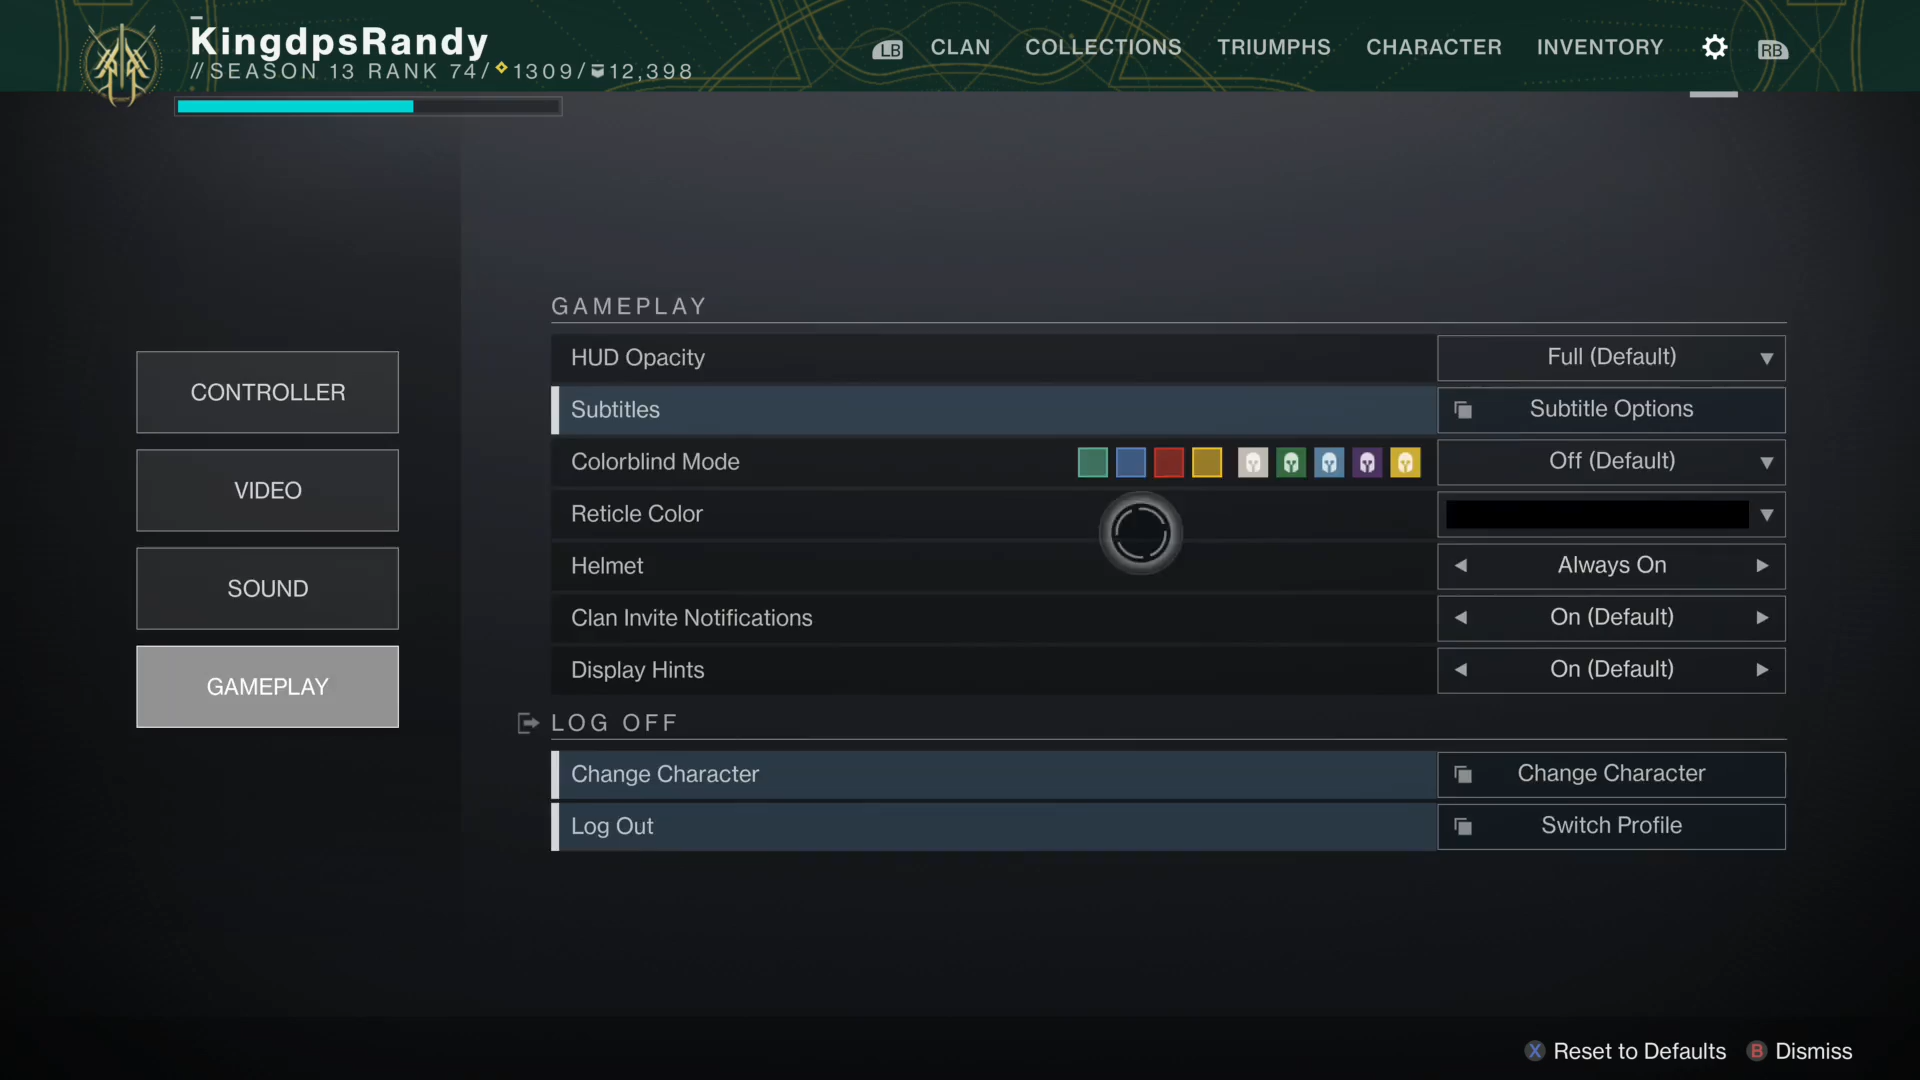 KingdpsRandy
// SEASON 13 RANK 74/ 1309/ 12,398
LB CLAN COLLECTIONS TRIUMPHS CHARACTER INVENTORY RB
CONTROLLER
VIDEO
SOUND
GAMEPLAY
GAMEPLAY
HUD Opacity Full (Default)
Subtitles Subtitle Options
Colorblind Mode Off (Default)
Reticle Color
Helmet Always On
Clan Invite Notifications On (Default)
Display Hints On (Default)
LOG OFF
Change Character Change Character
Log Out Switch Profile
X Reset to Defaults B Dismiss